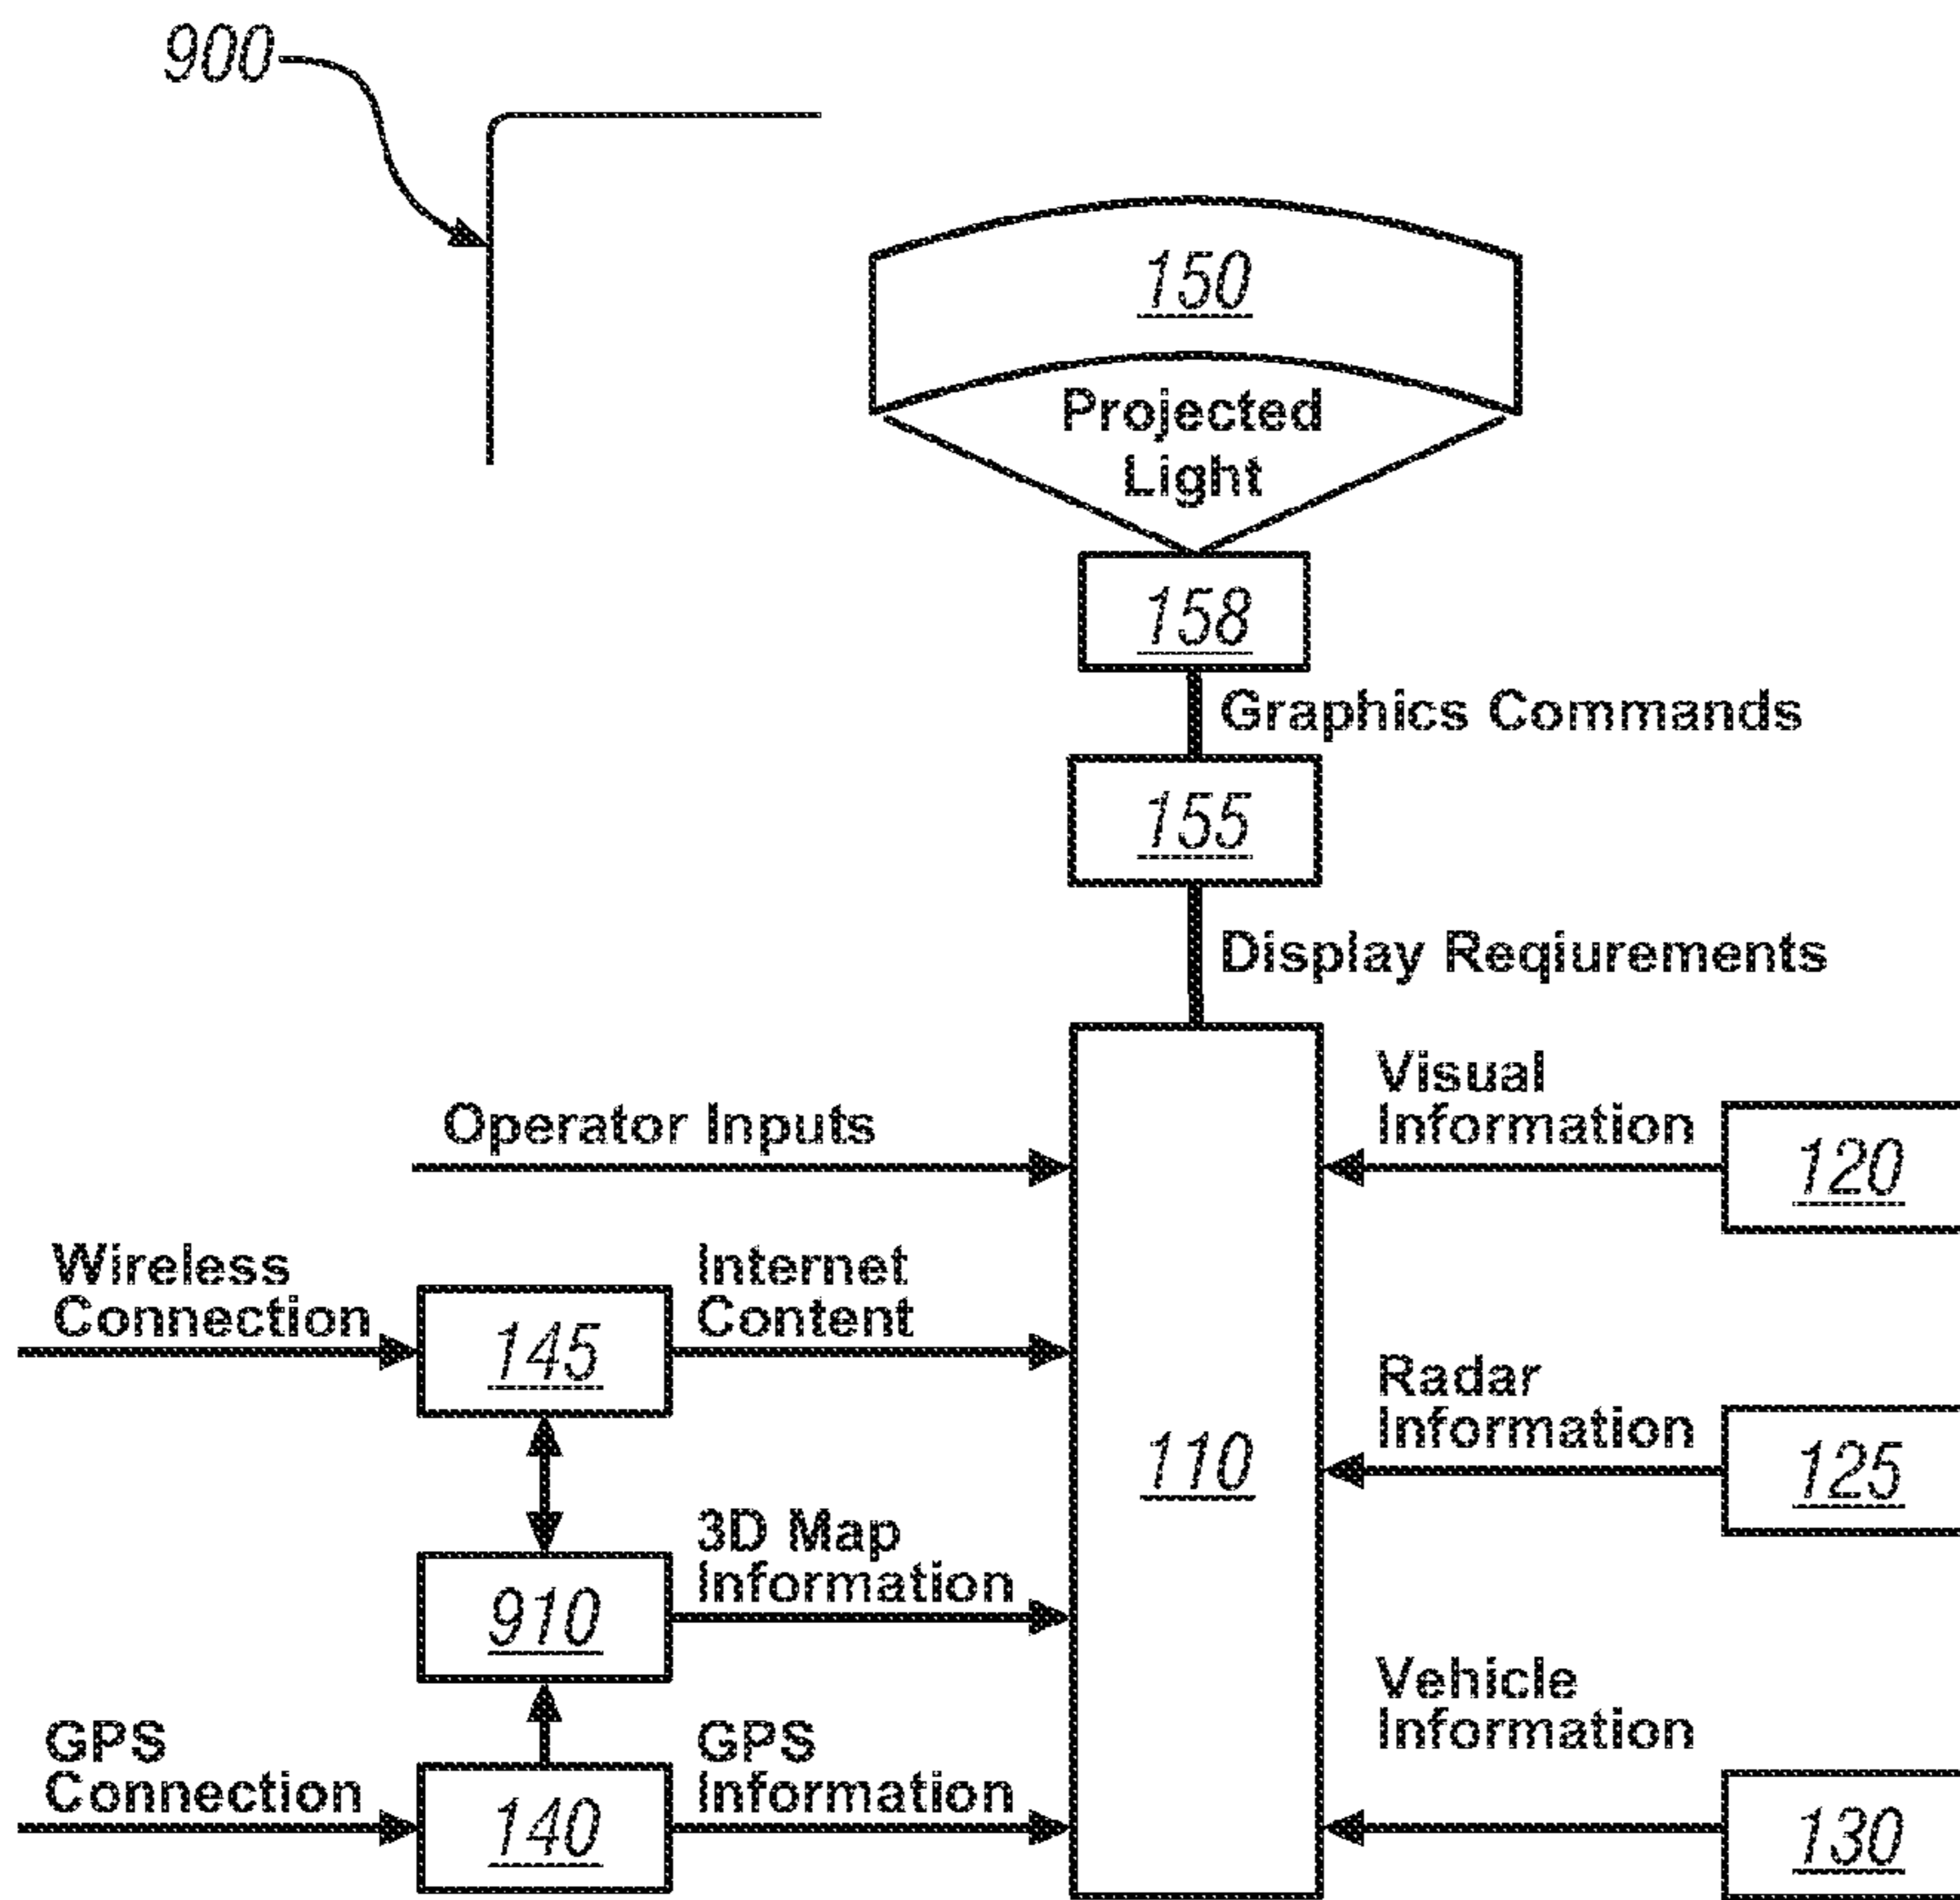 900
150
Projected
Light
158
Graphics Commands
155
Display Reqiurements
Operator Inputs
Visual
Information
120
Wireless
Connection
145
Internet
Content
110
Radar
Information
125
910
3D Map
Information
GPS
Connection
140
GPS
Information
Vehicle
Information
130